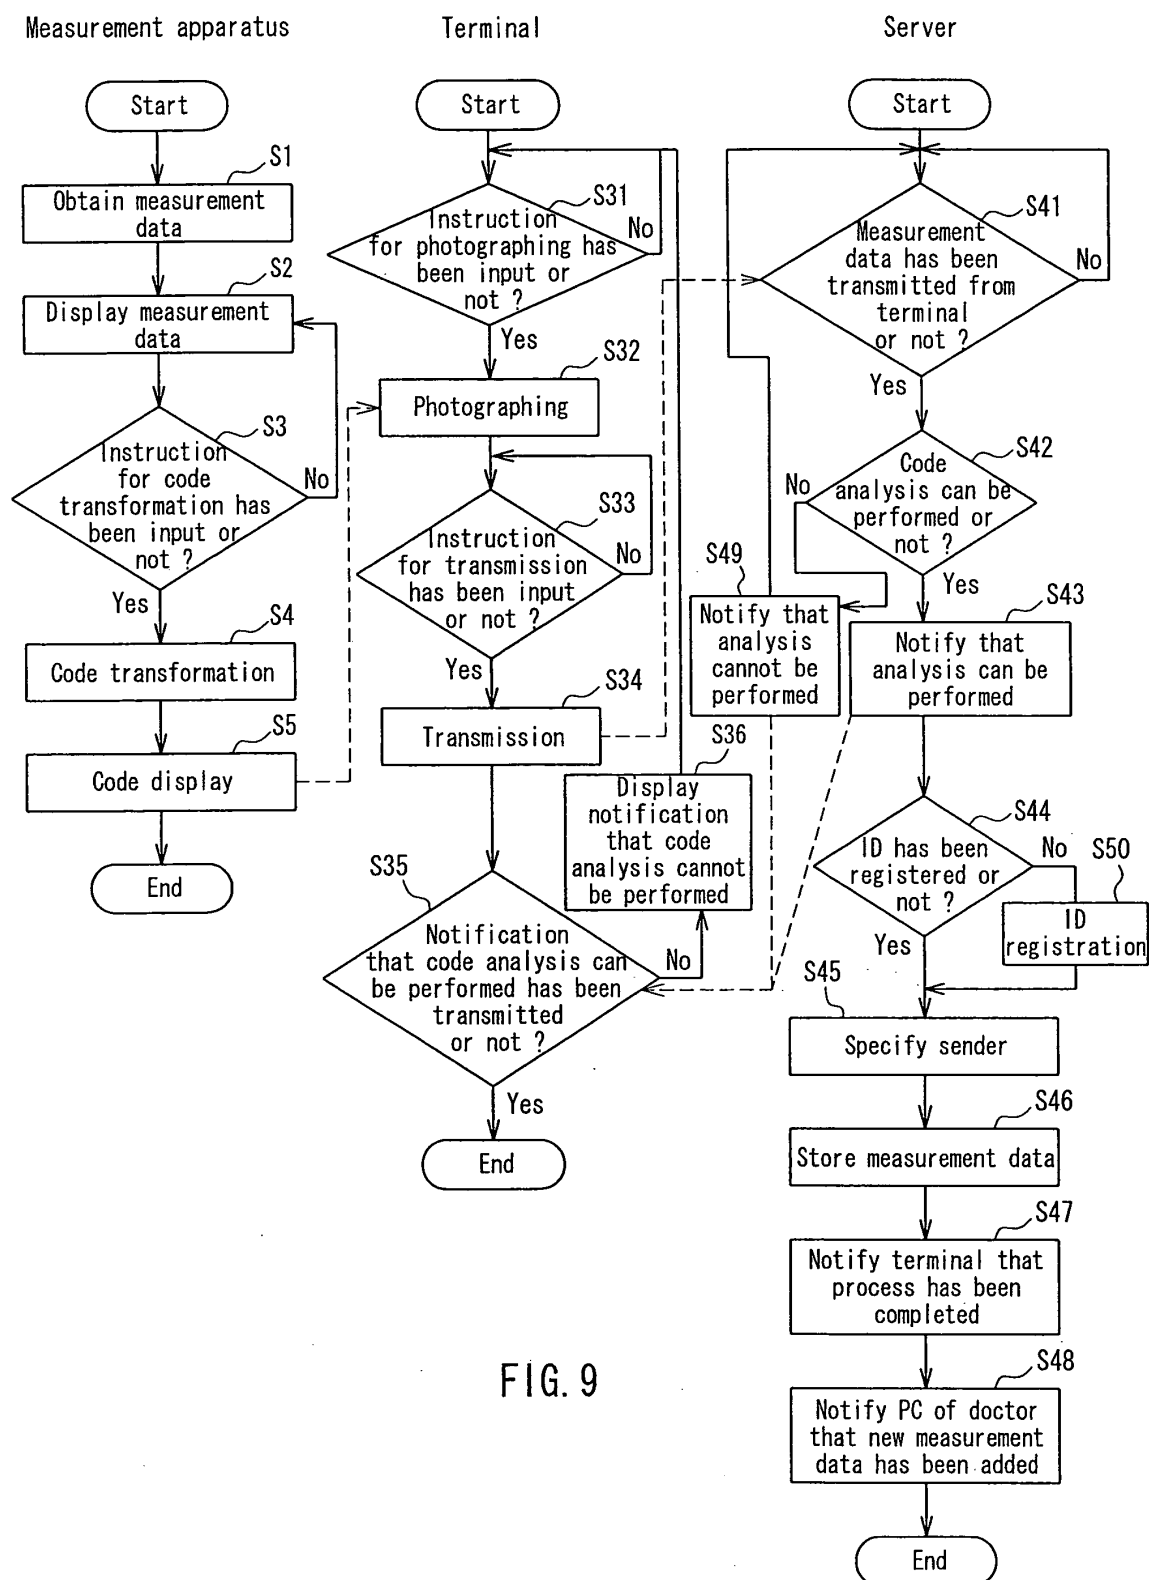 Measurement apparatus
Start
S1
Obtain measurement
data
S2
Display measurement
data
S3
Instruction
for code
transformation has
been input or
not ?
No
Yes
S4
Code transformation
S5
Code display
End
Terminal
Start
S31
Instruction
for photographing has
been input or
not ?
No
Yes
S32
Photographing
S33
Instruction
for transmission
has been input
or not ?
No
Yes
S34
Transmission
S36
Display
notification
that code
analysis cannot
be performed
S35
Notification
that code analysis can
be performed has been
transmitted
or not ?
No
Yes
End
Server
Start
S41
Measurement
data has been
transmitted from
terminal
or not ?
No
Yes
S42
Code
analysis can be
performed or
not ?
No
Yes
S49
Notify that
analysis
cannot be
performed
S43
Notify that
analysis can be
performed
S44
ID has been
registered or
not ?
No
Yes
S50
ID
registration
S45
Specify sender
S46
Store measurement data
S47
Notify terminal that
process has been
completed
S48
Notify PC of doctor
that new measurement
data has been added
End
FIG. 9